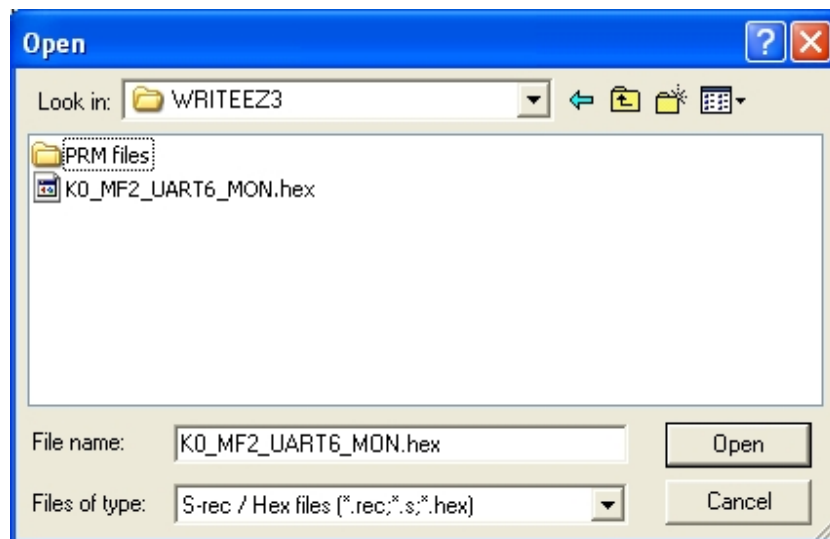 Open
Look in: WRITEEZ3
PRM files
K0_MF2_UART6_MON.hex
File name: K0_MF2_UART6_MON.hex Open
Files of type: S-rec / Hex files (*.rec;*.s;*.hex) Cancel